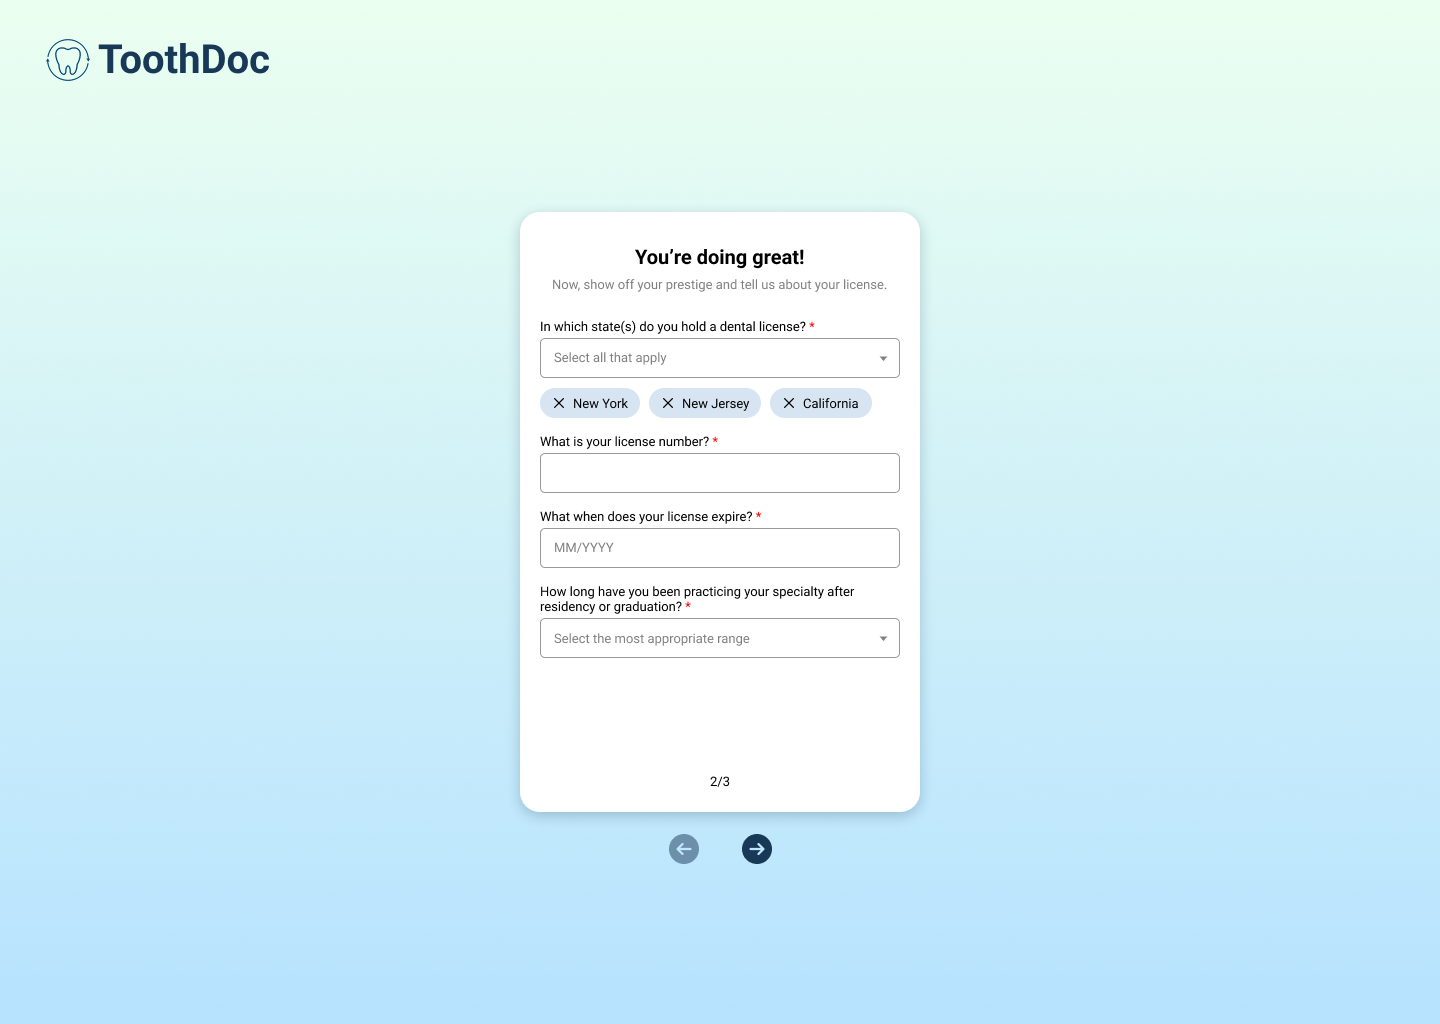 ToothDoc
You’re doing great!
Now, show off your prestige and tell us about your license.
In which state(s) do you hold a dental license? *
Select all that apply
New York
New Jersey
California
What is your license number? *
What when does your license expire? *
MM/YYYY
How long have you been practicing your specialty after
residency or graduation? *
Select the most appropriate range
2/3